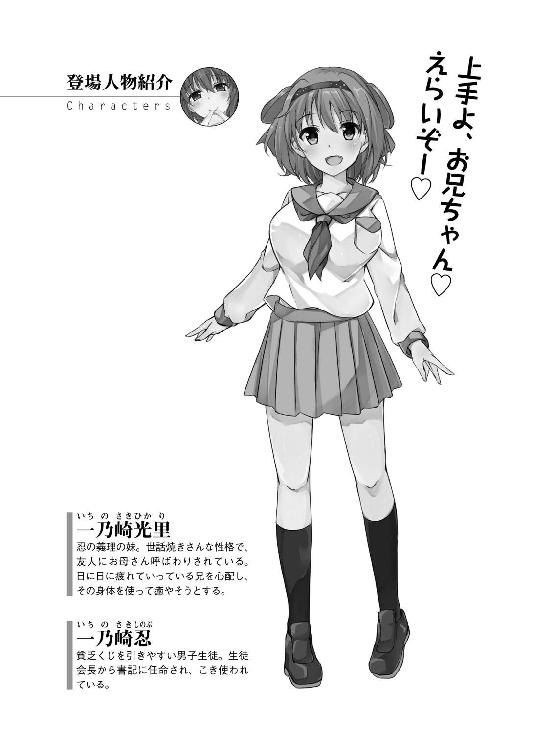 登場人物紹介
Characters
上手よ、お兄ちゃん♡
えらいぞー♡
いちのさきひかり
一乃崎光里
忍の義理の妹。世話焼きさんな性格で、
友人にお母さん呼ばわりされている。
日に日に疲れていっている兄を心配し、
その身体を使って癒やそうとする。
いちのさきしのぶ
一乃崎忍
貧乏くじを引きやすい男子生徒。生徒
会長から書記に任命され、こき使われ
ている。